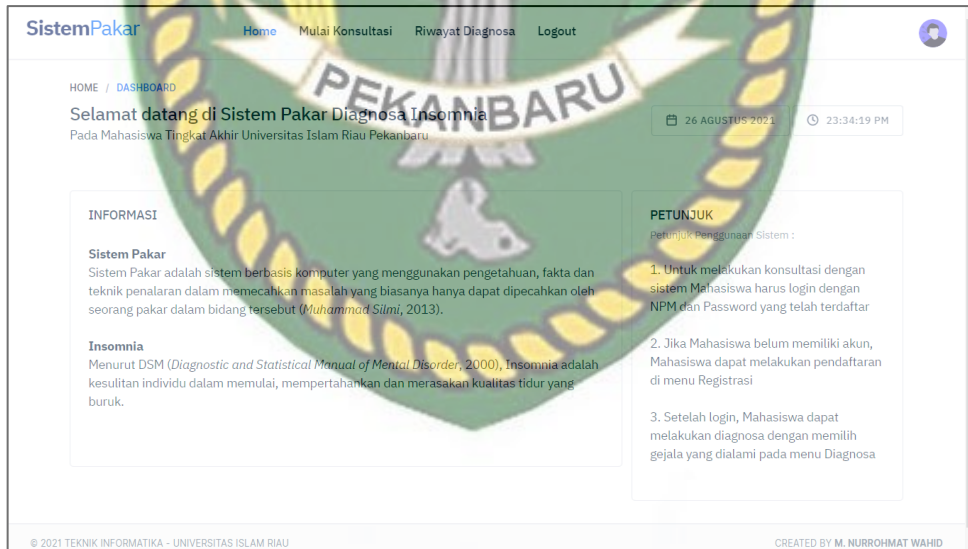 SistemPakar
Home Mulai Konsultasi Riwayat Diagnosa Logout
HOME / DASHBOARD
Selamat datang di Sistem Pakar Diagnosa Insomnia
Pada Mahasiswa Tingkat Akhir Universitas Islam Riau Pekanbaru
26 AGUSTUS 2021
23:34:19 PM
PEKANBARU
INFORMASI
Sistem Pakar
Sistem Pakar adalah sistem berbasis komputer yang menggunakan pengetahuan, fakta dan
teknik penalaran dalam memecahkan masalah yang biasanya hanya dapat dipecahkan oleh
seorang pakar dalam bidang tersebut (Muhammad Silmi, 2013).
Insomnia
Menurut DSM (Diagnostic and Statistical Manual of Mental Disorder, 2000), Insomnia adalah
kesulitan individu dalam memulai, mempertahankan dan merasakan kualitas tidur yang
buruk.
PETUNJUK
Petunjuk Penggunaan Sistem :
1. Untuk melakukan konsultasi dengan
sistem Mahasiswa harus login dengan
NPM dan Password yang telah terdaftar
2. Jika Mahasiswa belum memiliki akun,
Mahasiswa dapat melakukan pendaftaran
di menu Registrasi
3. Setelah login, Mahasiswa dapat
melakukan diagnosa dengan memilih
gejala yang dialami pada menu Diagnosa
© 2021 TEKNIK INFORMATIKA - UNIVERSITAS ISLAM RIAU
CREATED BY M. NURROHMAT WAHID